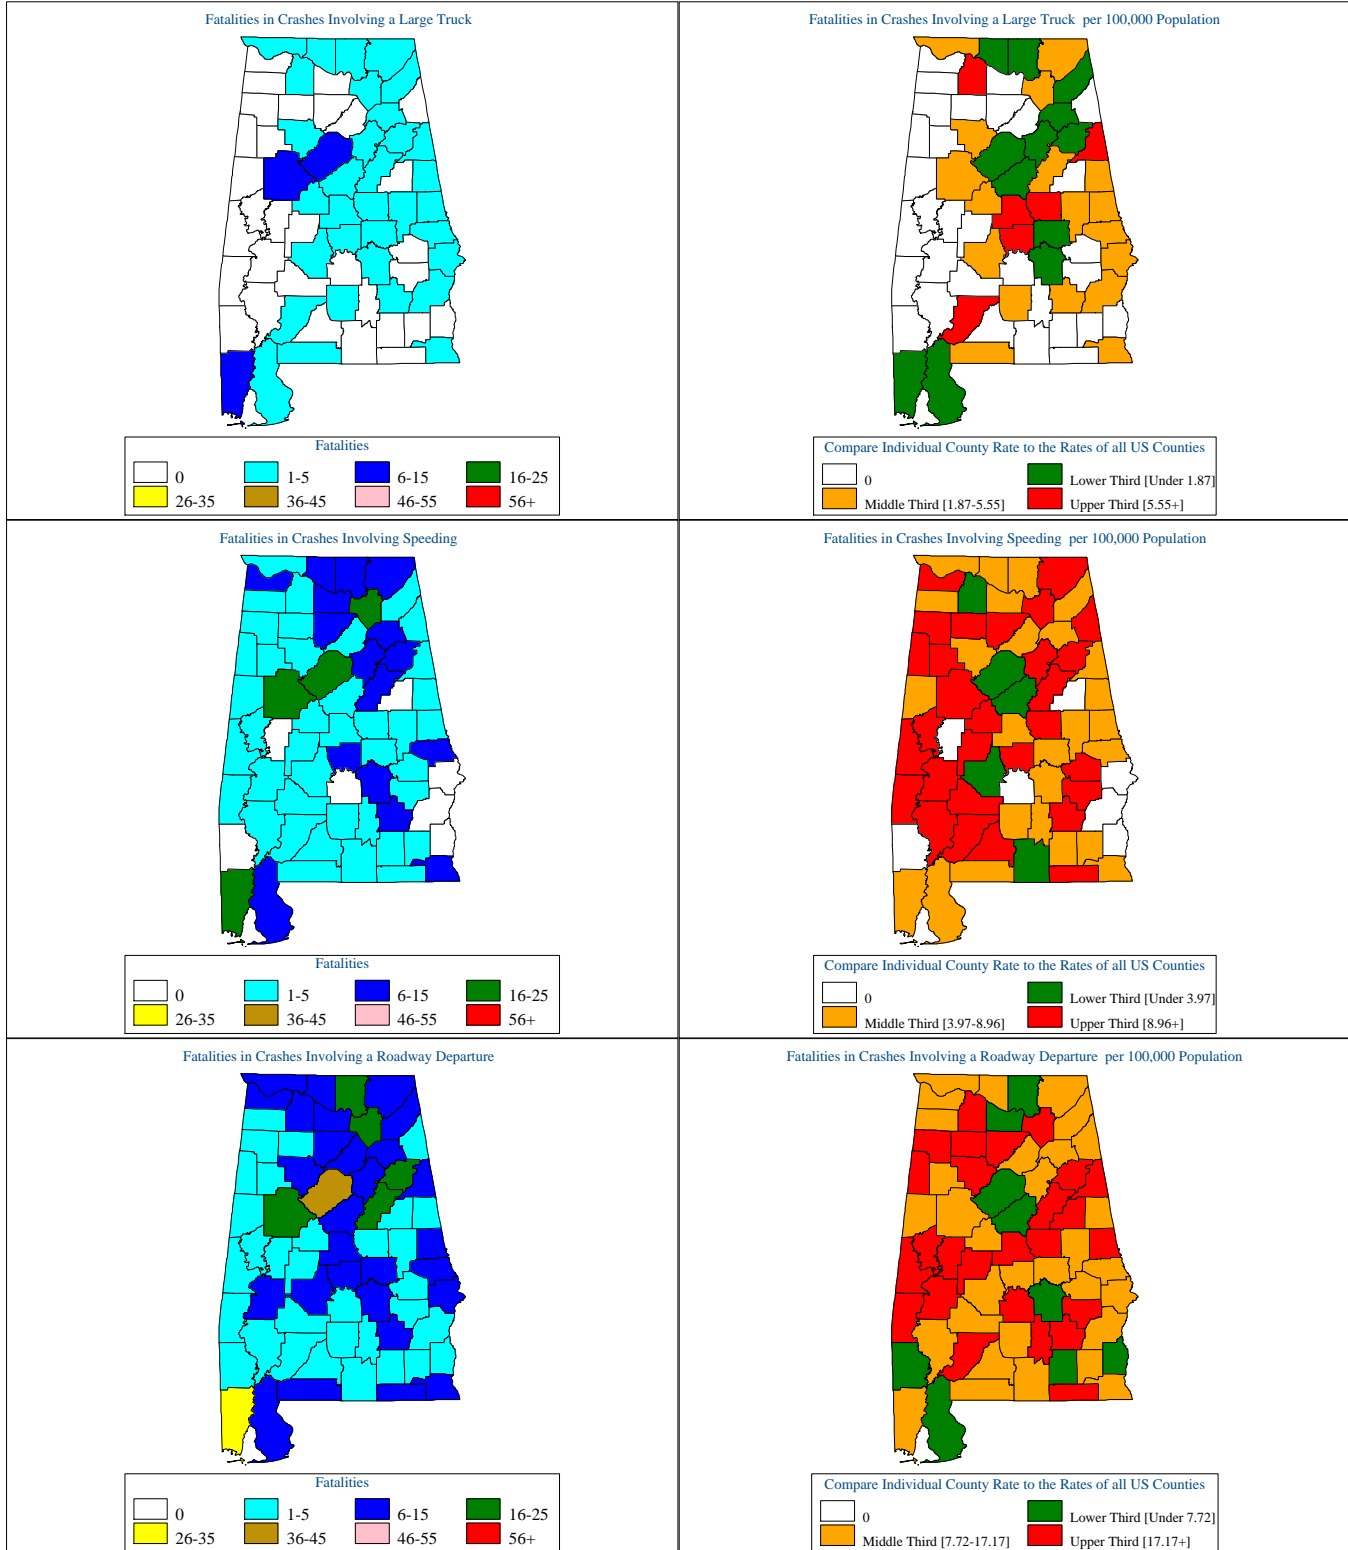 Fatalities in Crashes Involving a Large Truck
Fatalities
0
1-5
6-15
16-25
26-35
36-45
46-55
56+
Fatalities in Crashes Involving a Large Truck per 100,000 Population
Compare Individual County Rate to the Rates of all US Counties
0
Lower Third [Under 1.87]
Middle Third [1.87-5.55]
Upper Third [5.55+]
Fatalities in Crashes Involving Speeding
Fatalities
0
1-5
6-15
16-25
26-35
36-45
46-55
56+
Fatalities in Crashes Involving Speeding per 100,000 Population
Compare Individual County Rate to the Rates of all US Counties
0
Lower Third [Under 3.97]
Middle Third [3.97-8.96]
Upper Third [8.96+]
Fatalities in Crashes Involving a Roadway Departure
Fatalities
0
1-5
6-15
16-25
26-35
36-45
46-55
56+
Fatalities in Crashes Involving a Roadway Departure per 100,000 Population
Compare Individual County Rate to the Rates of all US Counties
0
Lower Third [Under 7.72]
Middle Third [7.72-17.17]
Upper Third [17.17+]